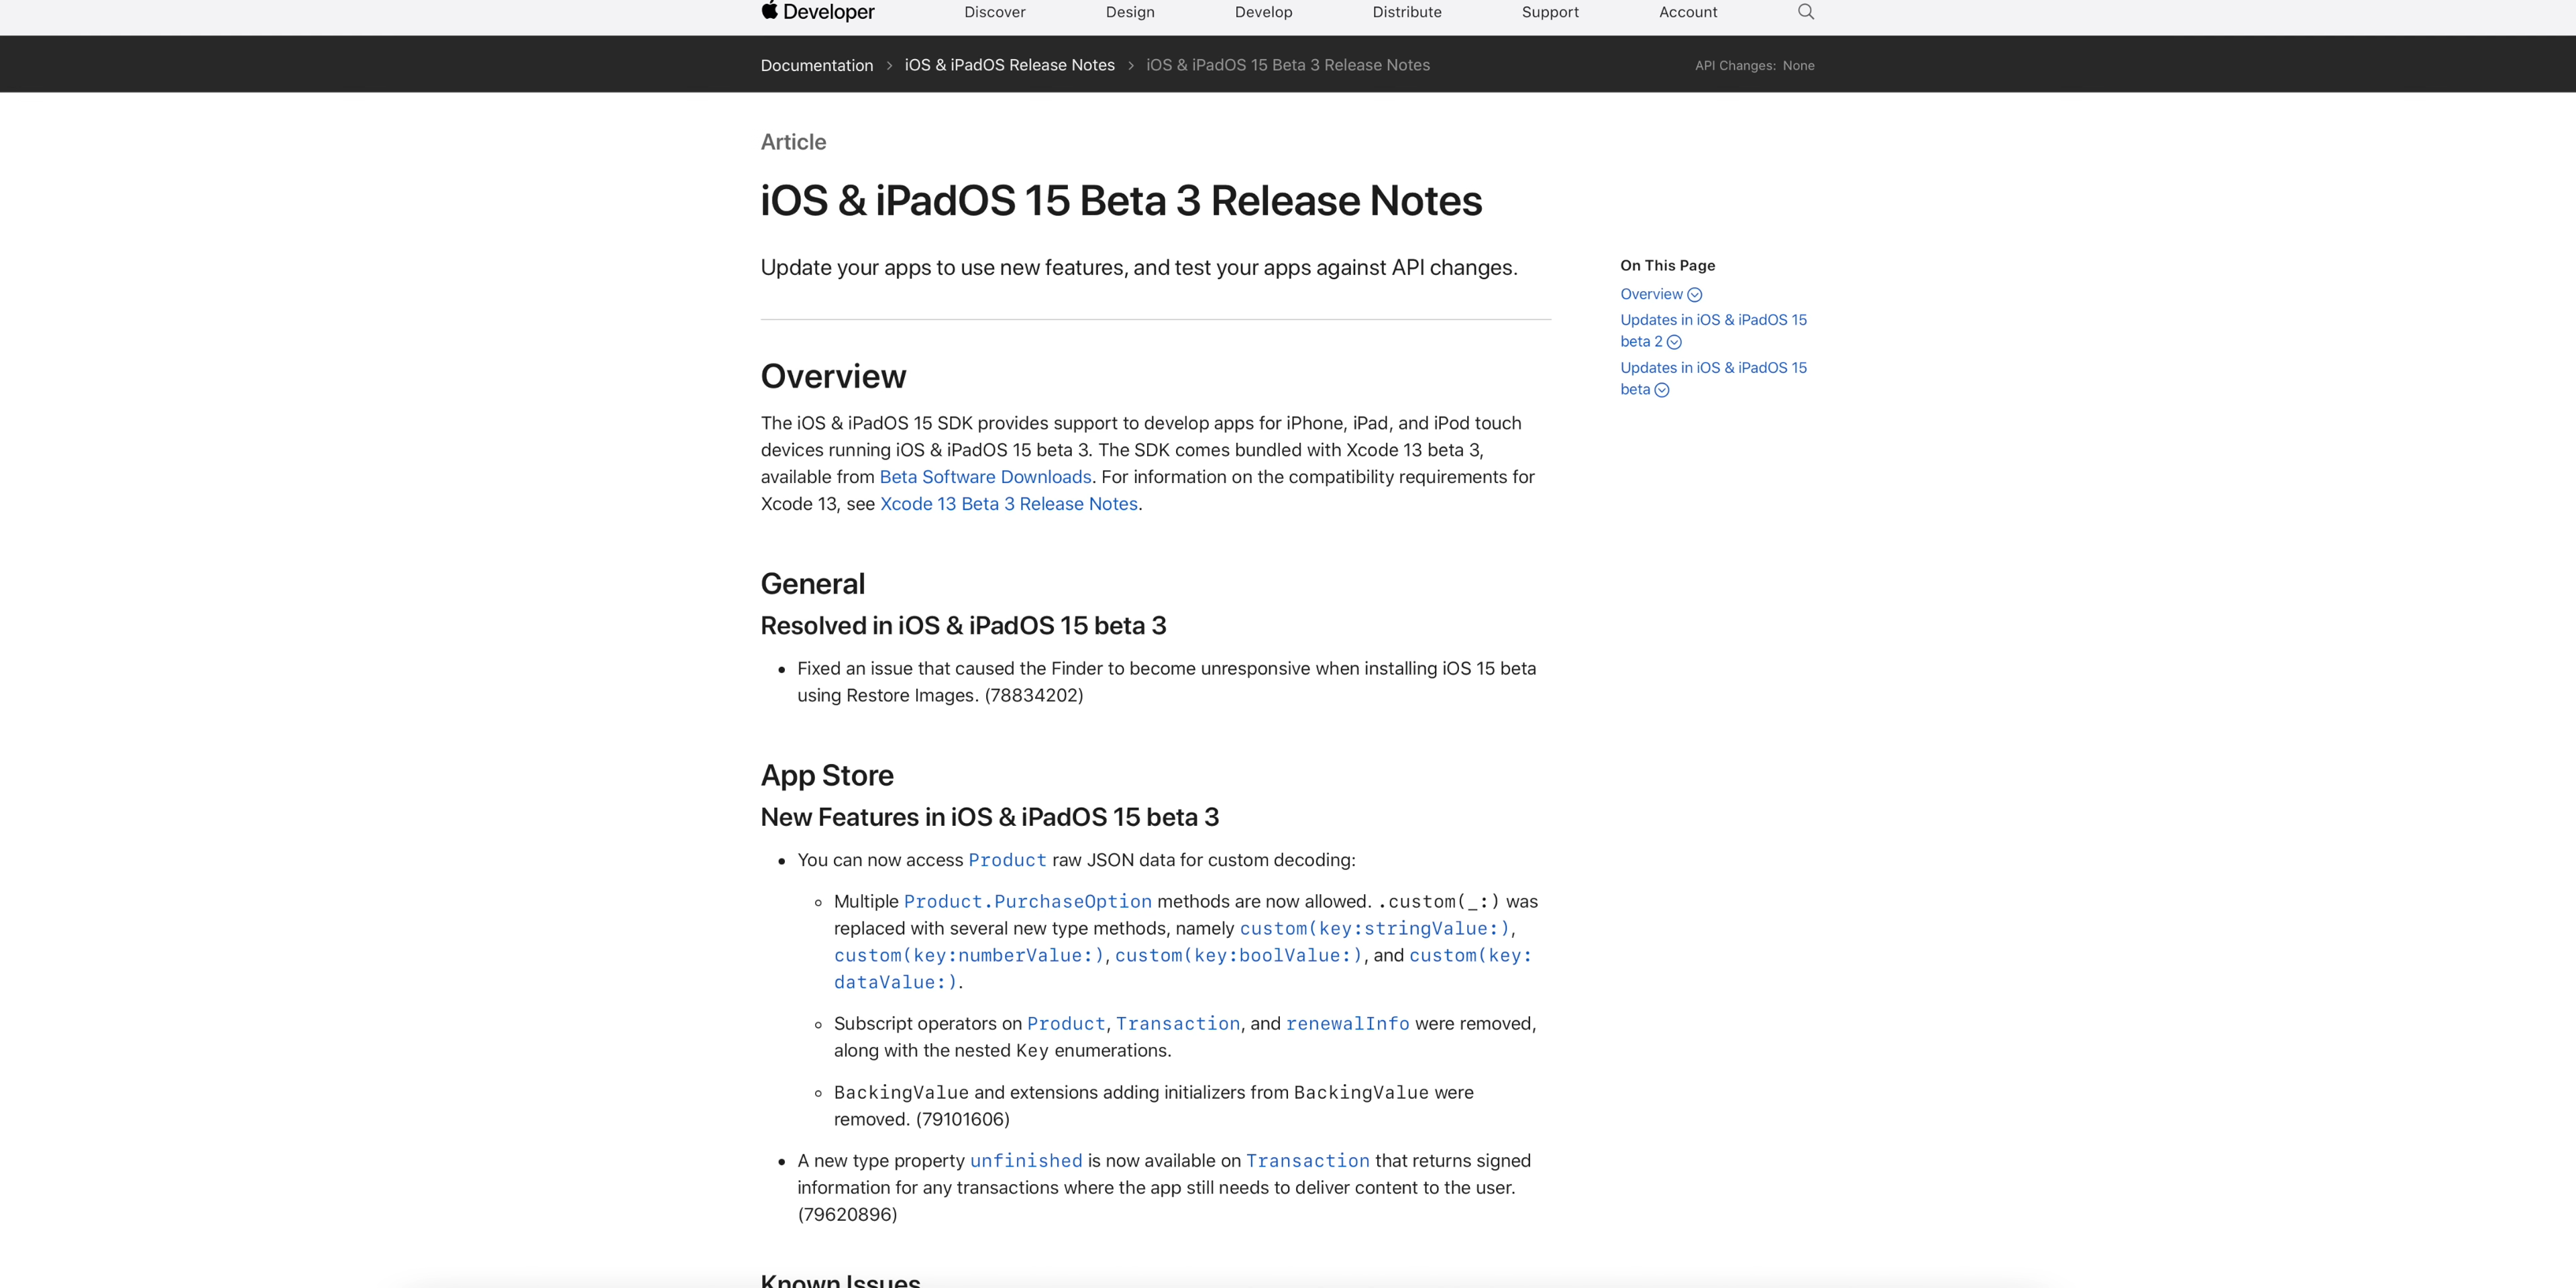 Developer
Discover
Design
Develop
Distribute
Support
Account
Documentation > iOS & iPadOS Release Notes > iOS & iPadOS 15 Beta 3 Release Notes
API Changes: None
Article
iOS & iPadOS 15 Beta 3 Release Notes
Update your apps to use new features, and test your apps against API changes.
On This Page
Overview
Updates in iOS & iPadOS 15
beta 2
Updates in iOS & iPadOS 15
beta
Overview
The iOS & iPadOS 15 SDK provides support to develop apps for iPhone, iPad, and iPod touch
devices running iOS & iPadOS 15 beta 3. The SDK comes bundled with Xcode 13 beta 3,
available from Beta Software Downloads. For information on the compatibility requirements for
Xcode 13, see Xcode 13 Beta 3 Release Notes.
General
Resolved in iOS & iPadOS 15 beta 3
• Fixed an issue that caused the Finder to become unresponsive when installing iOS 15 beta
using Restore Images. (78834202)
App Store
New Features in iOS & iPadOS 15 beta 3
• You can now access Product raw JSON data for custom decoding:
◦ Multiple Product.PurchaseOption methods are now allowed. .custom(_:) was
replaced with several new type methods, namely custom(key:stringValue:),
custom(key:numberValue:), custom(key:boolValue:), and custom(key:
dataValue:).
◦ Subscript operators on Product, Transaction, and renewalInfo were removed,
along with the nested Key enumerations.
◦ BackingValue and extensions adding initializers from BackingValue were
removed. (79101606)
• A new type property unfinished is now available on Transaction that returns signed
information for any transactions where the app still needs to deliver content to the user.
(79620896)
Known Issues